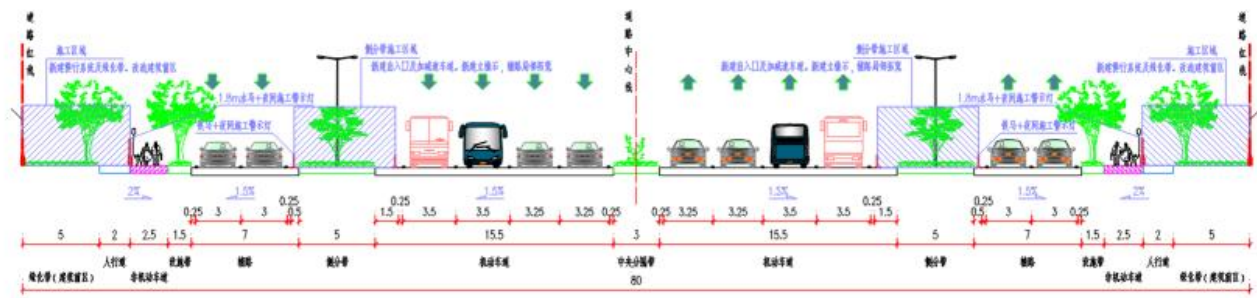 道路红线
道路中心线
道路红线
施工区域
新建慢行系统及绿化带、改造建筑前区
侧分带施工区域
新建出入口及加减速车道、新建立缘石，辅路局部拓宽
侧分带施工区域
新建出入口及加减速车道、新建立缘石，辅路局部拓宽
施工区域
新建慢行系统及绿化带、改造建筑前区
1.8m水马+夜间施工警示灯
1.8m水马+夜间施工警示灯
铁马+夜间施工警示灯
铁马+夜间施工警示灯
2% 1.5% 1.5% 1.5% 1.5% 2%
0.25 3 3 0.25 0.5 1.5 0.25 3.5 3.5 3.25 3.25 0.25 0.25 3.25 3.25 3.5 3.5 0.25 1.5 0.25 0.5 3 3 0.25
5 2 2.5 1.5 7 5 15.5 3 15.5 5 7 1.5 2.5 2 5
人行道 设施带 辅路 侧分带 机动车道 中央分隔带 机动车道 侧分带 辅路 设施带 人行道
绿化带(建筑前区) 非机动车道 非机动车道 绿化带(建筑前区)
80